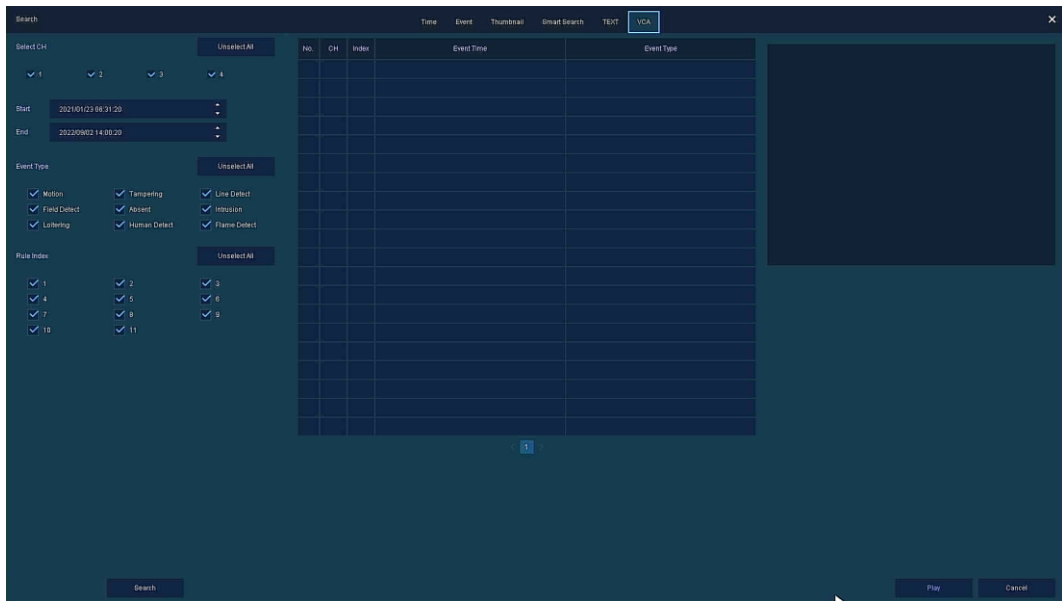 Search
Time Event Thumbnail Smart Search TEXT VCA
Select CH Unselect All
1 2 3 4
Start 2021/01/23 08:31:20
End 2022/09/02 14:00:20
Event Type Unselect All
Motion Tampering Line Detect
Field Detect Absent Intrusion
Loitering Human Detect Flame Detect
Rule Index Unselect All
1 2 3
4 5 6
7 8 9
10 11
Search
No. CH Index Event Time Event Type
1
Play Cancel